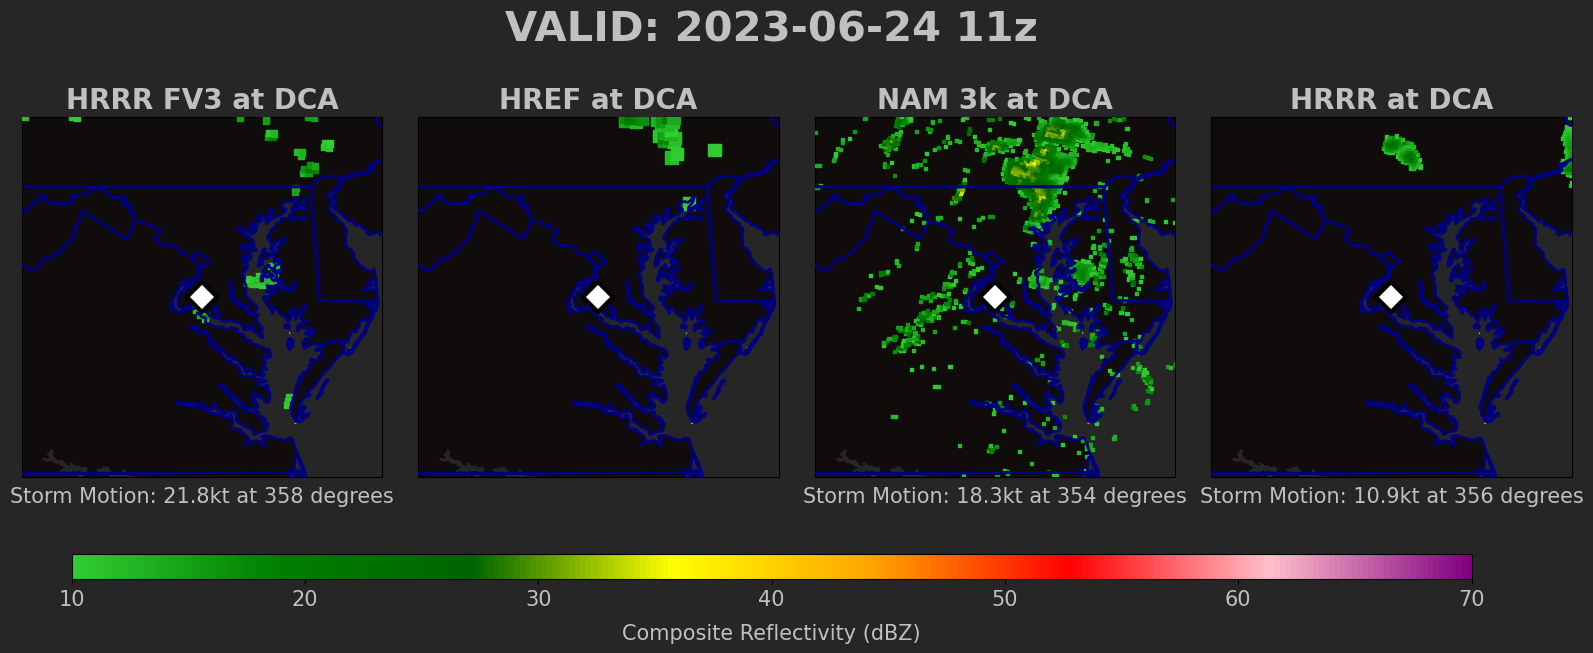 VALID: 2023-06-24 11z
HRRR FV3 at DCA
HREF at DCA
NAM 3k at DCA
HRRR at DCA
Storm Motion: 21.8kt at 358 degrees
Storm Motion: 18.3kt at 354 degrees
Storm Motion: 10.9kt at 356 degrees
10 20 30 40 50 60 70
Composite Reflectivity (dBZ)